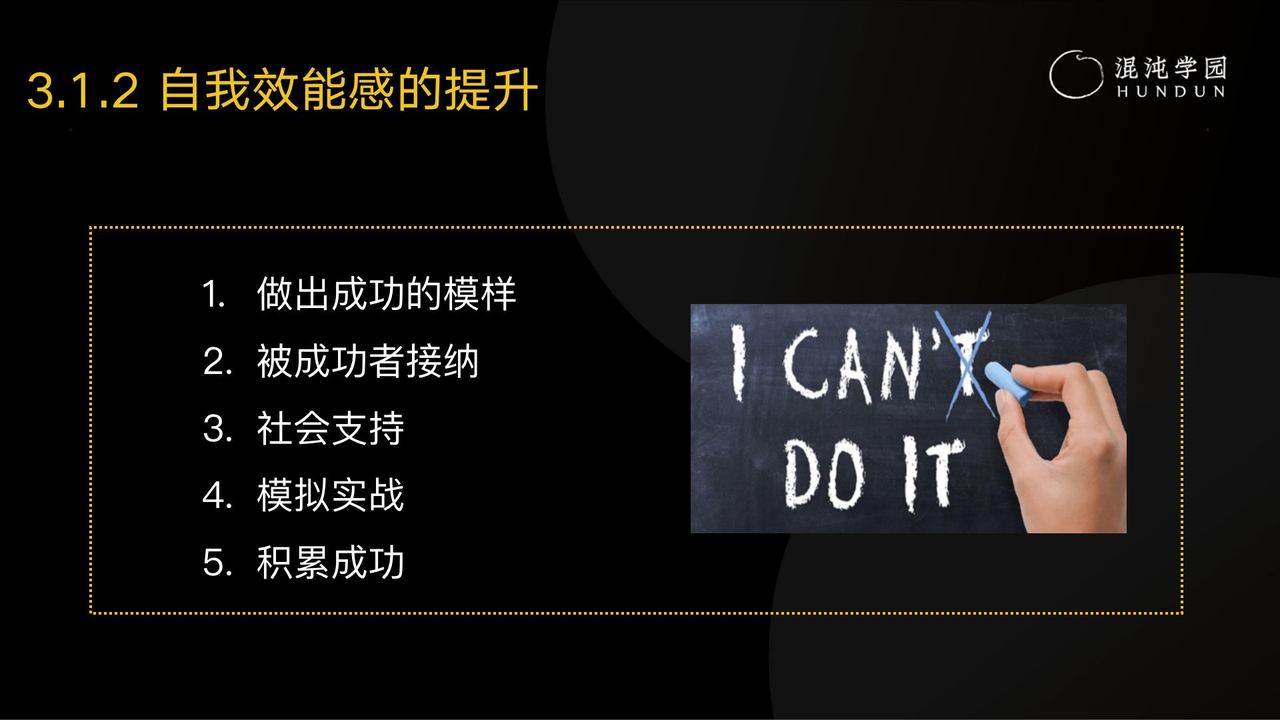 3.1.2 自我效能感的提升
混沌学园
HUNDUN
1. 做出成功的模样
2. 被成功者接纳
3. 社会支持
4. 模拟实战
5. 积累成功
I CAN'T
DO IT